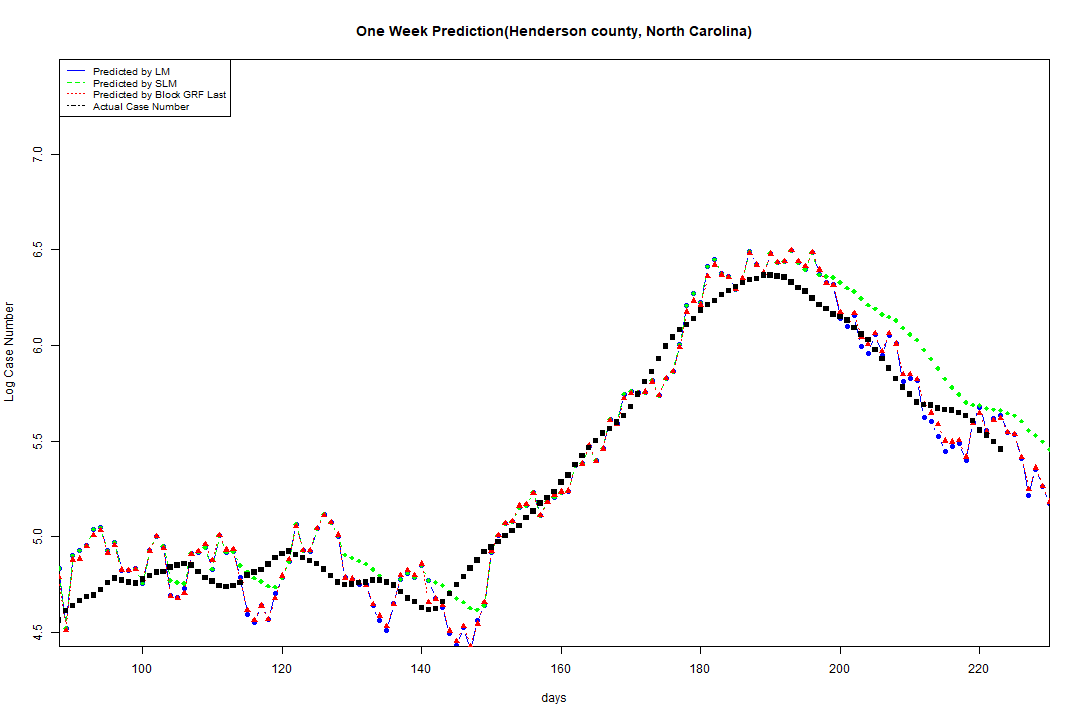 One Week Prediction(Henderson county, North Carolina)
Predicted by LM
Predicted by SLM
Predicted by Block GRF Last
Actual Case Number
7.0
6.5
6.0
5.5
5.0
4.5
Log Case Number
100 120 140 160 180 200 220
days